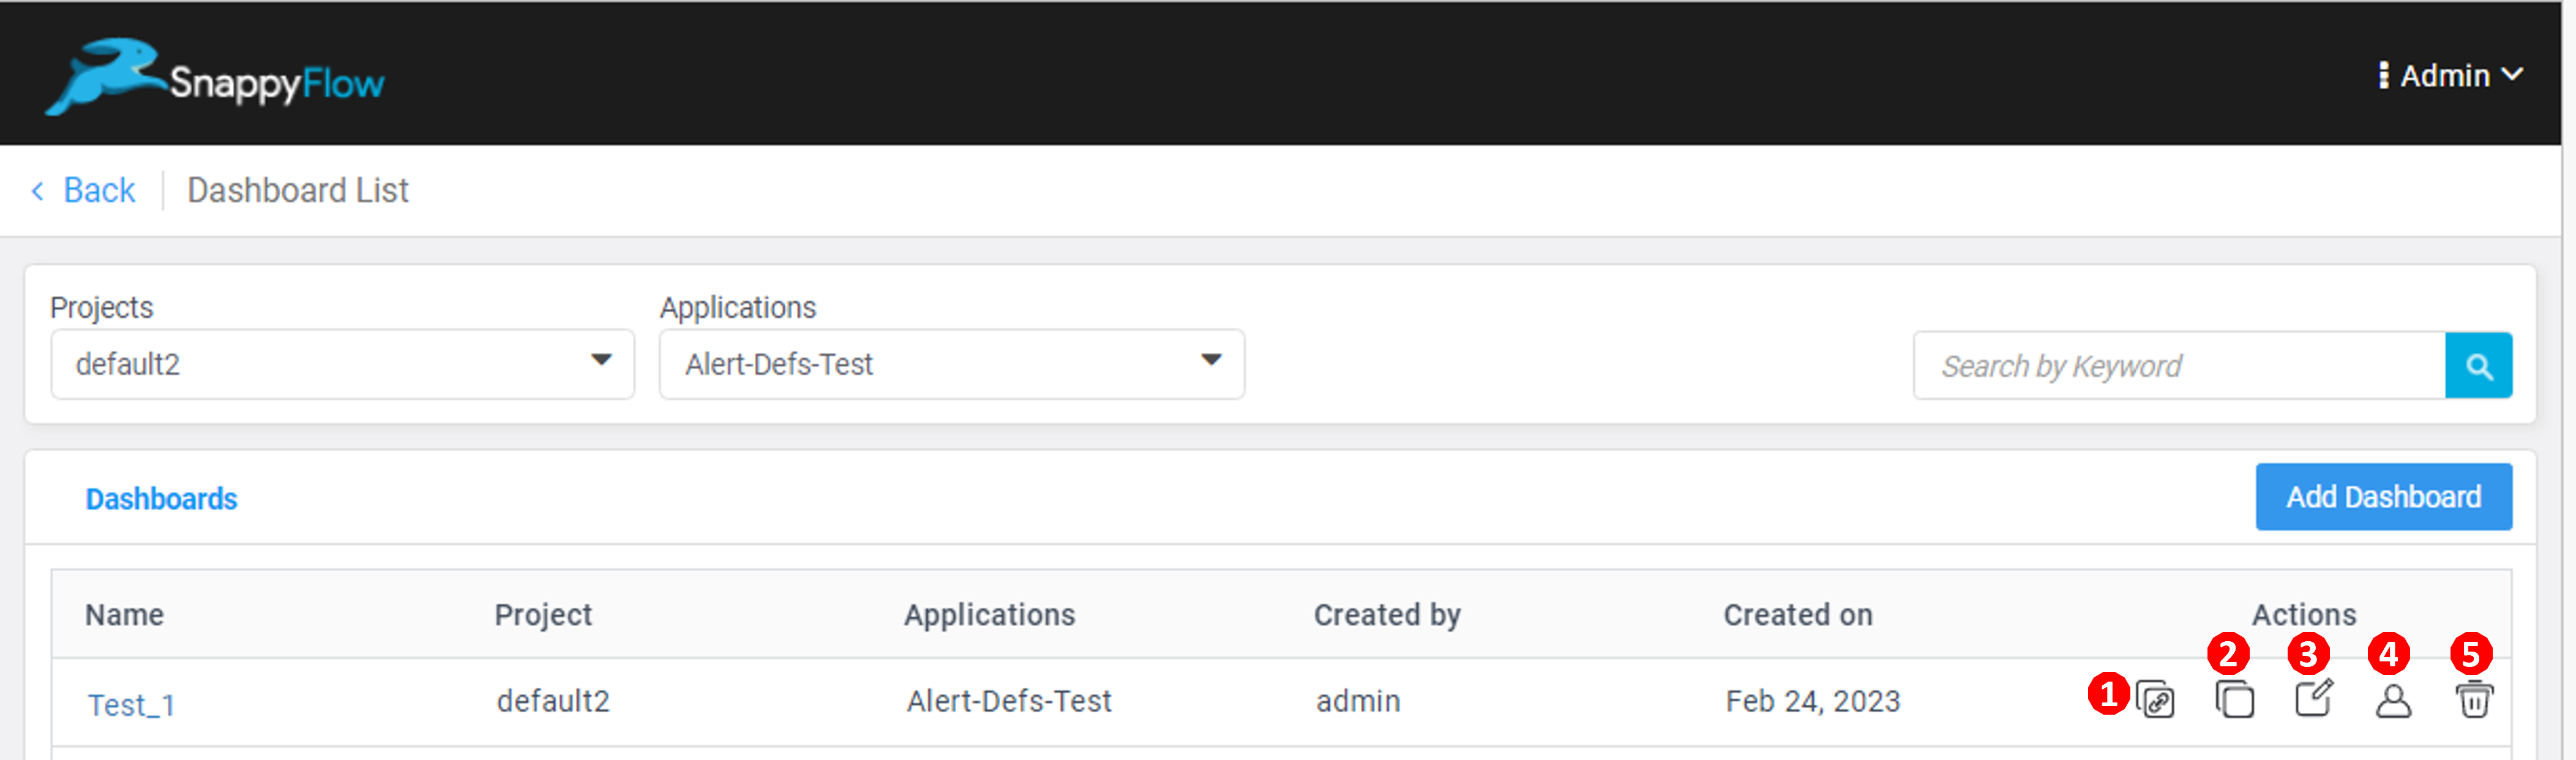 SnappyFlow
Admin
Back
Dashboard List
Projects
Applications
default2
Alert-Defs-Test
Search by Keyword
Dashboards
Add Dashboard
Name Project Applications Created by Created on Actions
1 2 3 4 5
Test_1 default2 Alert-Defs-Test admin Feb 24, 2023